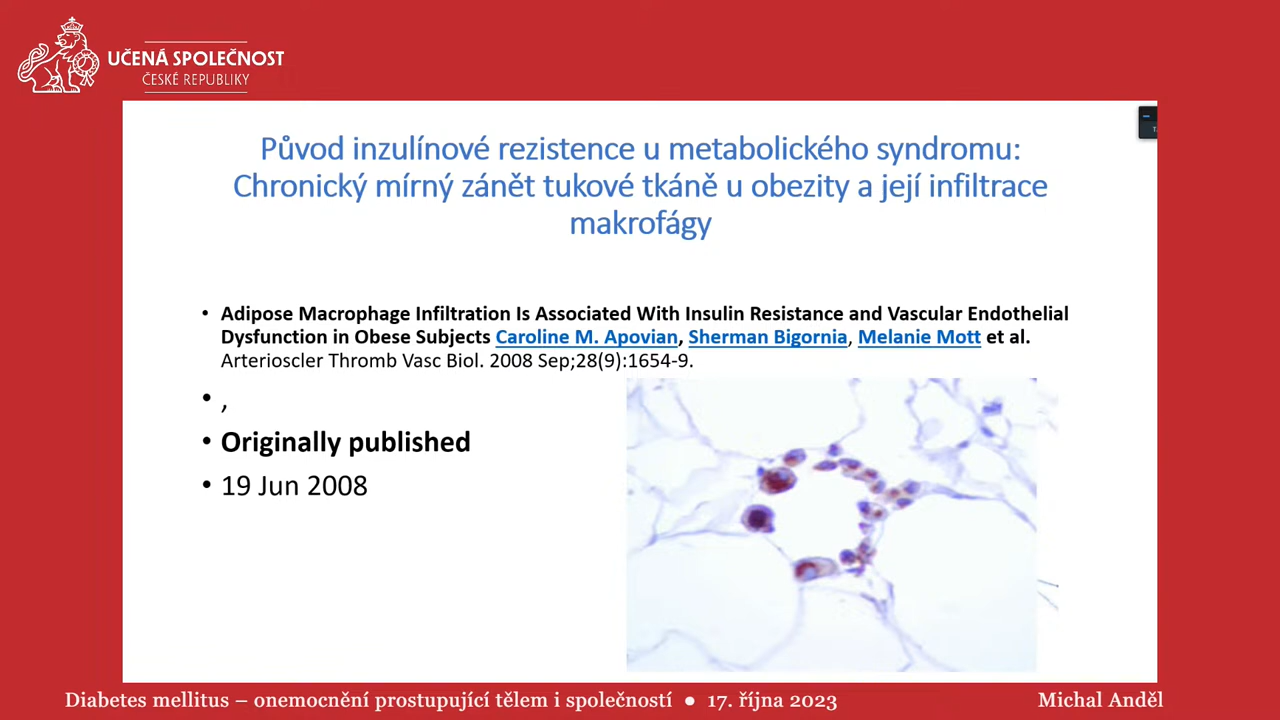 UČENÁ SPOLEČNOST
ČESKÉ REPUBLIKY
Původ inzulínové rezistence u metabolického syndromu:
Chronický mírný zánět tukové tkáně u obezity a její infiltrace
makrofágy
• Adipose Macrophage Infiltration Is Associated With Insulin Resistance and Vascular Endothelial
Dysfunction in Obese Subjects Caroline M. Apovian, Sherman Bigornia, Melanie Mott et al.
Arterioscler Thromb Vasc Biol. 2008 Sep;28(9):1654-9.
• ,
• Originally published
• 19 Jun 2008
Diabetes mellitus – onemocnění prostupující tělem i společností ● 17. října 2023
Michal Anděl